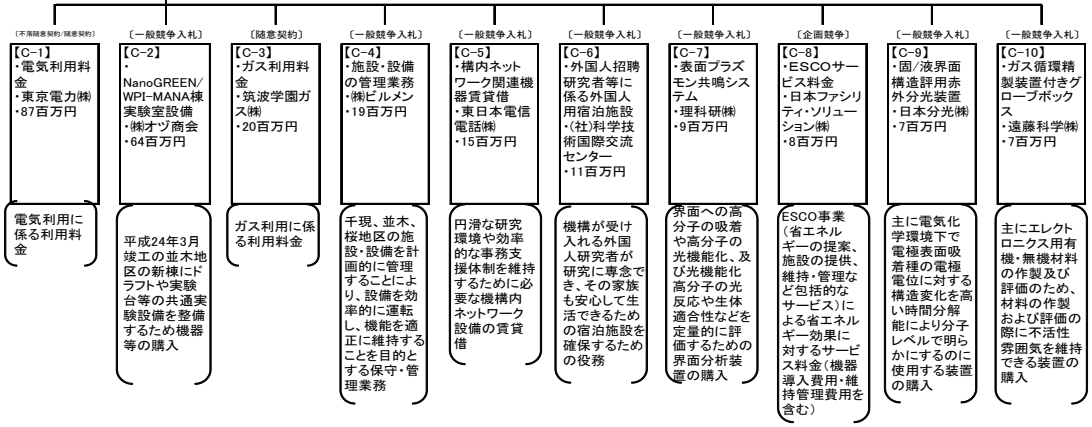 〔不落随意契約/随意契約〕
【C-1】
・電気利用料
金
・東京電力㈱
・87百万円
電気利用に
係る利用料
金
〔一般競争入札〕
【C-2】
・
NanoGREEN/
WPI-MANA棟
実験室設備
・㈱オヅ商会
・64百万円
平成24年3月
竣工の並木地
区の新棟にド
ラフトや実験
台等の共通実
験設備を整備
するため機器
等の購入
〔随意契約〕
【C-3】
・ガス利用料
金
・筑波学園ガ
ス㈱
・20百万円
ガス利用に係
る利用料金
〔一般競争入札〕
【C-4】
・施設・設備
の管理業務
・㈱ビルメン
・19百万円
千現、並木、
桜地区の施
設・設備を計
画的に管理
することによ
り、設備を効
率的に運転
し、機能を適
正に維持する
ことを目的と
する保守・管
理業務
〔一般競争入札〕
【C-5】
・構内ネット
ワーク関連機
器賃貸借
・東日本電信
電話㈱
・15百万円
円滑な研究
環境や効率
的な事務支
援体制を維持
するために必
要な機構内
ネットワーク
設備の賃貸
借
〔一般競争入札〕
【C-6】
・外国人招聘
研究者等に
係る外国人
用宿泊施設
・(社)科学技
術国際交流
センター
・11百万円
機構が受け
入れる外国
人研究者が
研究に専念で
き、その家族
も安心して生
活できるため
の宿泊施設を
確保するため
の役務
〔一般競争入札〕
【C-7】
・表面プラズ
モン共鳴シス
テム
・理科研㈱
・9百万円
界面への高
分子の吸着
や高分子の
光機能化、及
び光機能化
高分子の光
反応や生体
適合性などを
定量的に評
価するための
界面分析装
置の購入
〔企画競争〕
【C-8】
・ESCOサー
ビス料金
・日本ファシリ
ティ・ソリュー
ション㈱
・8百万円
ESCO事業
(省エネル
ギーの提案、
施設の提供、
維持・管理な
ど包括的な
サービス)によ
る省エネル
ギー効果に
対するサービ
ス料金(機器
導入費用・維
持管理費用を
含む)
〔一般競争入札〕
【C-9】
・固/液界面
構造評用赤
外分光装置
・日本分光㈱
・7百万円
主に電気化
学環境下で
電極表面吸
着種の電極
電位に対する
構造変化を高
い時間分解
能により分子
レベルで明ら
かにするのに
使用する装置
の購入
〔一般競争入札〕
【C-10】
・ガス循環精
製装置付きグ
ローブボック
ス
・遠藤科学㈱
・7百万円
主にエレクト
ロニクス用有
機・無機材料
の作製及び
評価のため、
材料の作製
および評価の
際に不活性
雰囲気を維持
できる装置の
購入